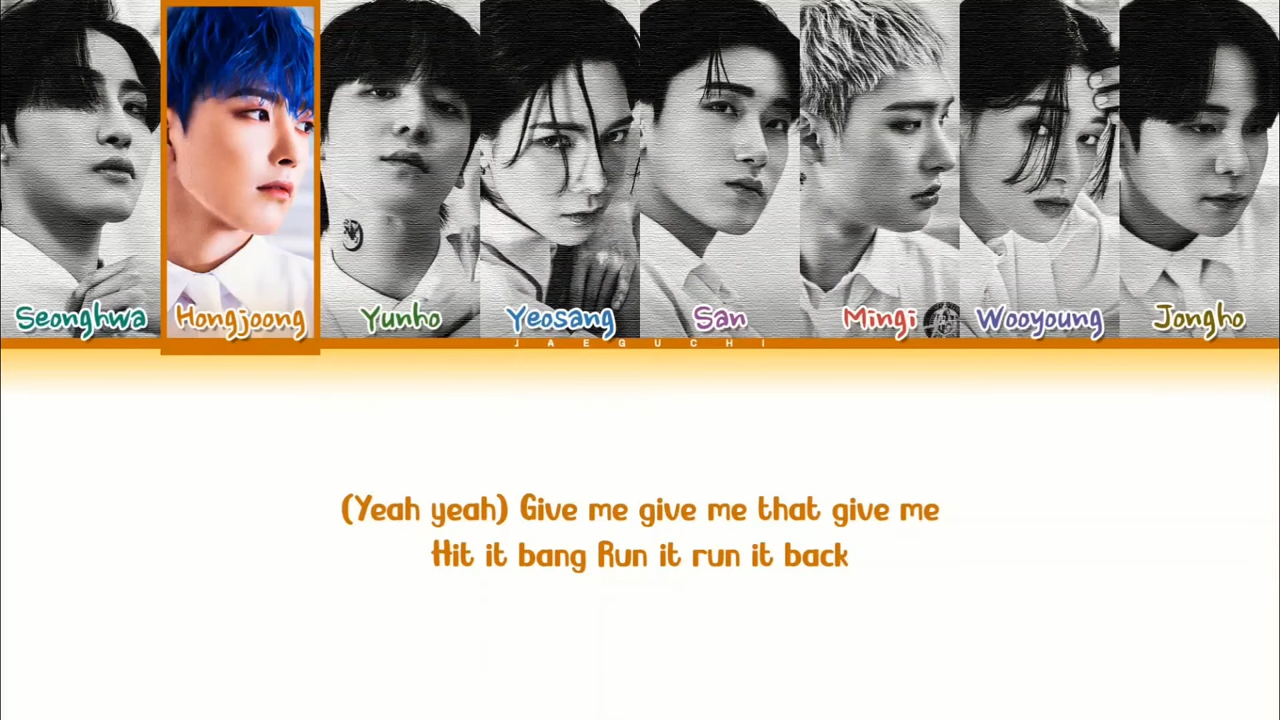 Seonghwa Hongjoong Yunho Yeosang San Mingi Wooyoung Jongho
JAEGUCHI
(Yeah yeah) Give me give me that give me
Hit it bang Run it run it back